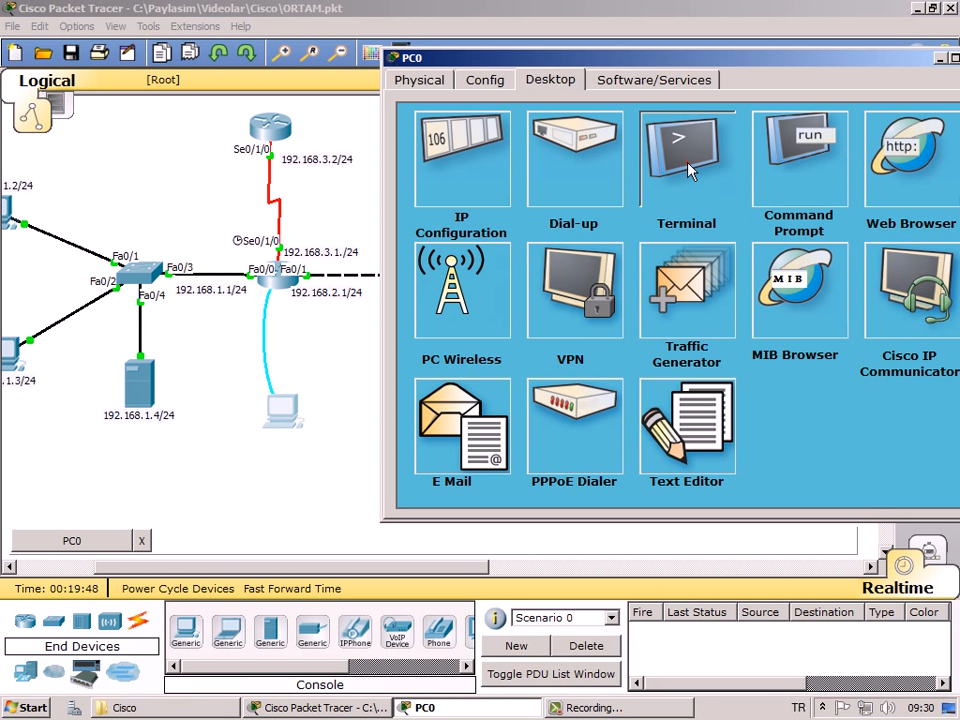 Cisco Packet Tracer - C:\Paylasim\Videolar\Cisco\ORTAM.pkt
File Edit Options View Tools Extensions Help
Logical
[Root]
PC0
Physical Config Desktop Software/Services
106
>
run
http:
IP Configuration
Dial-up
Terminal
Command Prompt
Web Browser
MIB
PC Wireless
VPN
Traffic Generator
MIB Browser
Cisco IP Communicator
@
E Mail
PPPoE Dialer
Text Editor
Se0/1/0
192.168.3.2/24
1.2/24
Se0/1/0
192.168.3.1./24
Fa0/1
Fa0/3
Fa0/0
Fa0/1
Fa0/2
Fa0/4
192.168.1.1/24
192.168.2.1/24
.1.3/24
192.168.1.4/24
PC0 X
Time: 00:19:48 Power Cycle Devices Fast Forward Time
Realtime
End Devices
Generic Generic Generic Generic IPPhone VoIP Device Phone
Console
Scenario 0
New Delete
Toggle PDU List Window
Fire Last Status Source Destination Type Color
Start Cisco Cisco Packet Tracer - C:\... PC0 Recording... TR 09:30